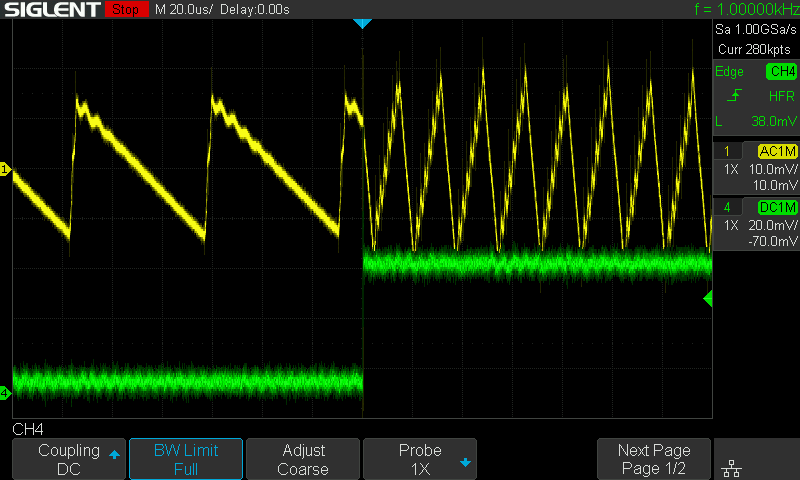 SIGLENT Stop M 20.0us/ Delay:0.00s f = 1.00000kHz
Sa 1.00GSa/s
Curr 280kpts
Edge CH4
HFR
L 38.0mV
1 AC1M
1X 10.0mV/
10.0mV
4 DC1M
1X 20.0mV/
-70.0mV
1
4
CH4
Coupling BW Limit Adjust Probe Next Page
DC Full Coarse 1X Page 1/2